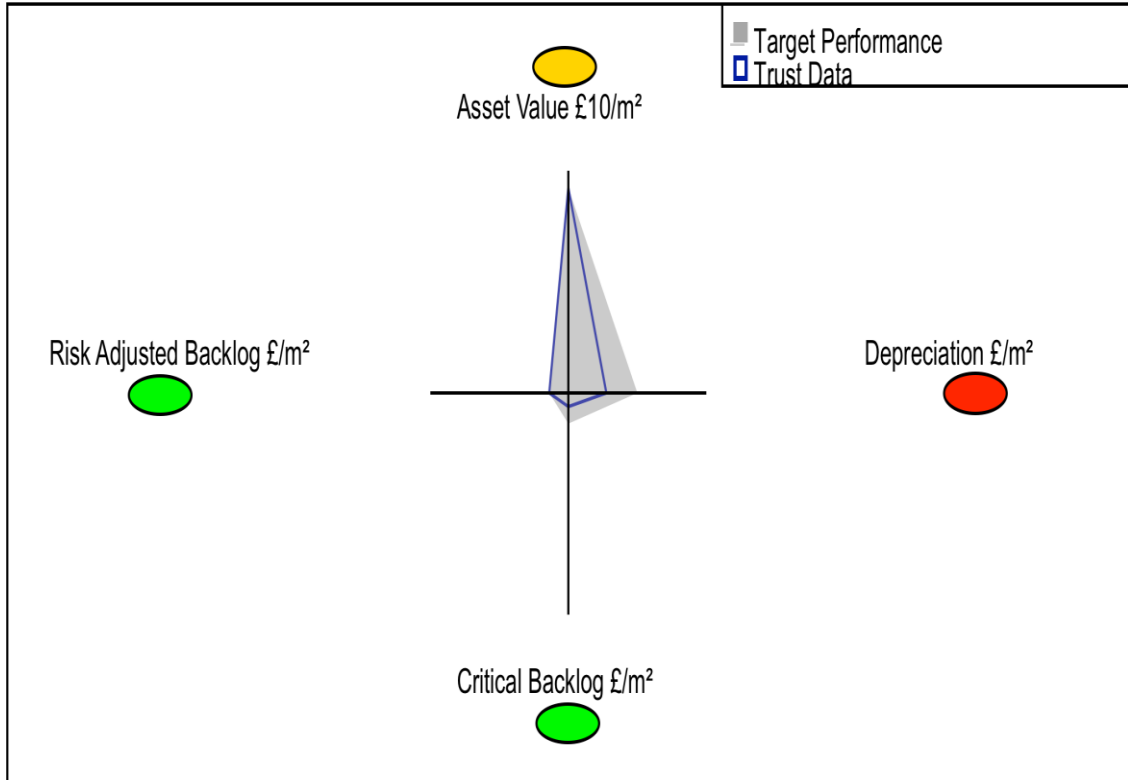 Target Performance
Trust Data
Asset Value £10/m²
Risk Adjusted Backlog £/m²
Depreciation £/m²
Critical Backlog £/m²